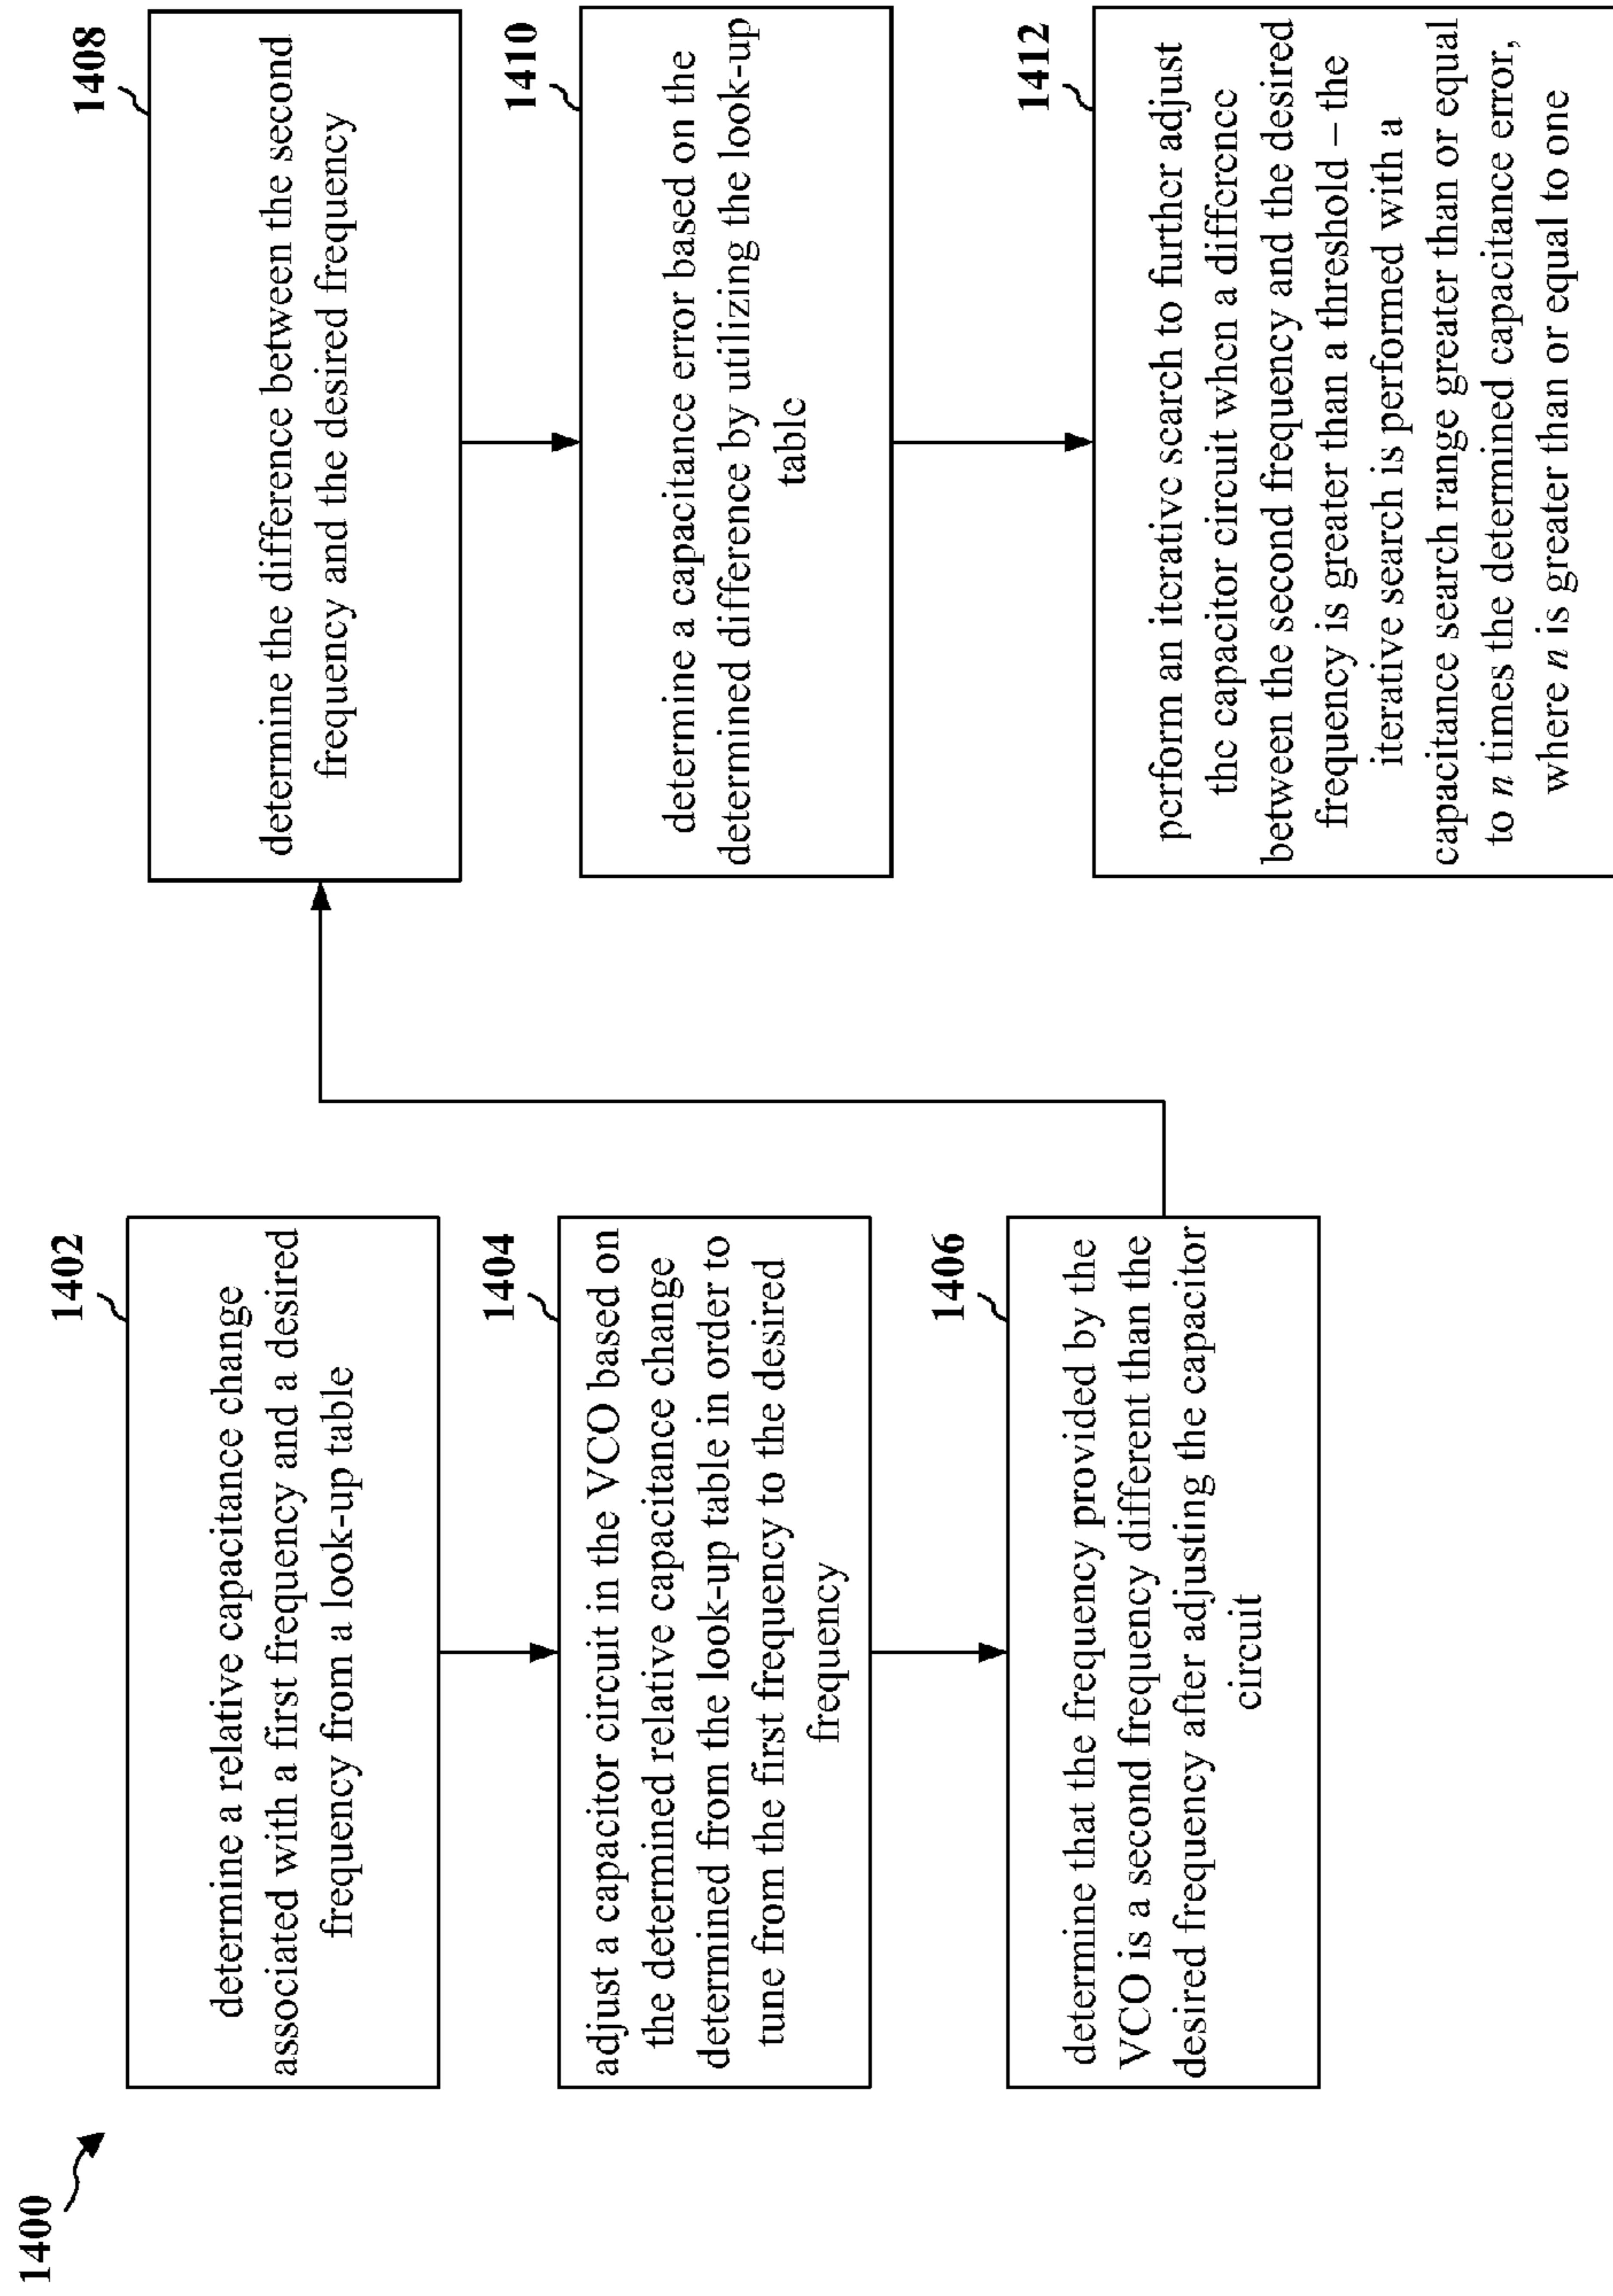 1400
1402
determine a relative capacitance change
associated with a first frequency and a desired
frequency from a look-up table
1404
adjust a capacitor circuit in the VCO based on
the determined relative capacitance change
determined from the look-up table in order to
tune from the first frequency to the desired
frequency
1406
determine that the frequency provided by the
VCO is a second frequency different than the
desired frequency after adjusting the capacitor
circuit
1408
determine the difference between the second
frequency and the desired frequency
1410
determine a capacitance error based on the
determined difference by utilizing the look-up
table
1412
perform an iterative search to further adjust
the capacitor circuit when a difference
between the second frequency and the desired
frequency is greater than a threshold – the
iterative search is performed with a
capacitance search range greater than or equal
to n times the determined capacitance error,
where n is greater than or equal to one